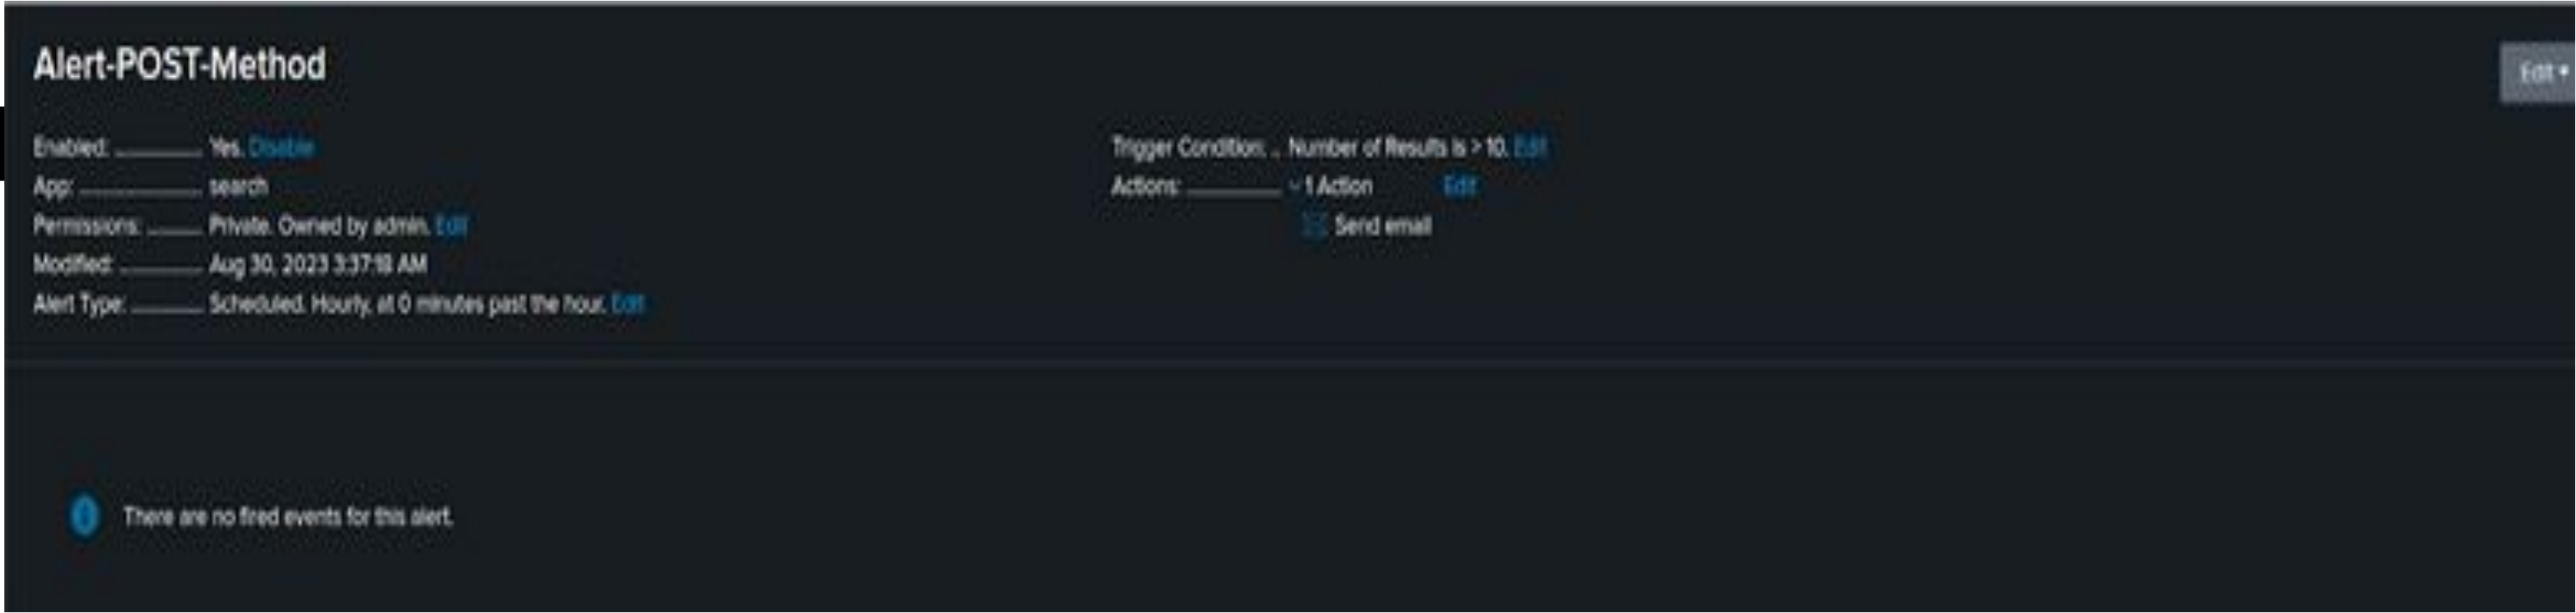 Alert-POST-Method
Edit
Enabled: Yes. Disable
App: search
Permissions: Private. Owned by admin. Edit
Modified: Aug 30, 2023 3:37:18 AM
Alert Type: Scheduled. Hourly, at 0 minutes past the hour. Edit
Trigger Condition: Number of Results is > 10. Edit
Actions: 1 Action Edit
Send email
There are no fired events for this alert.